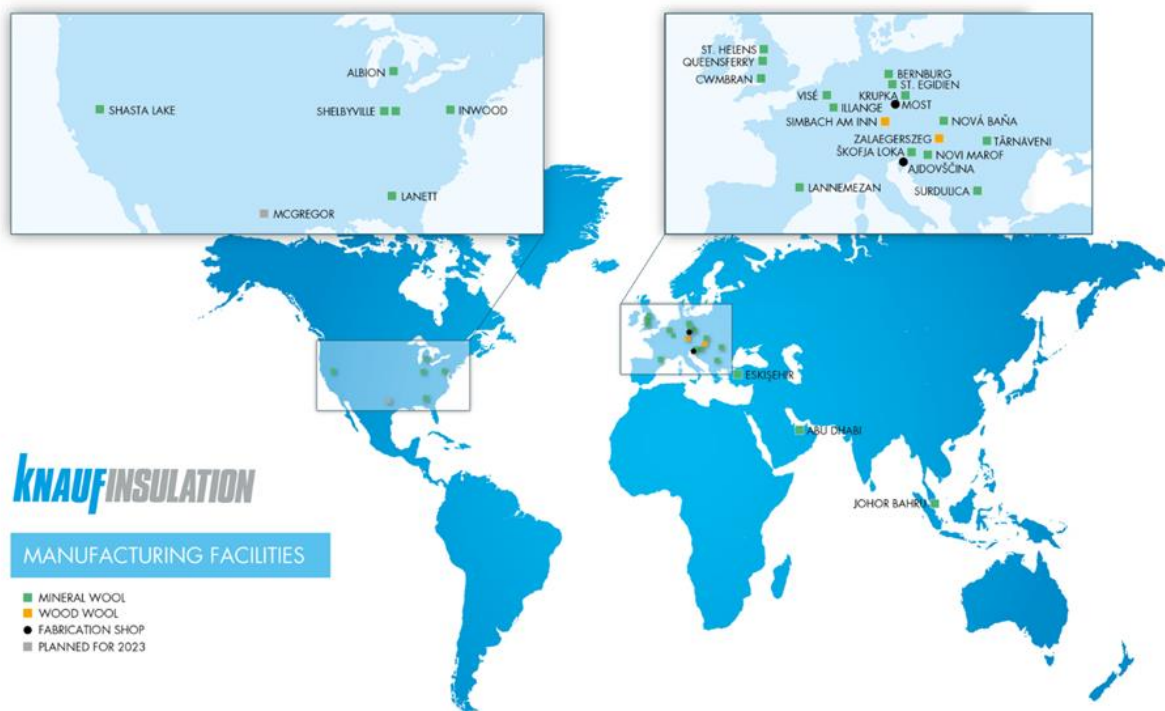 ALBION
SHASTA LAKE
SHELBYVILLE
INWOOD
LANETT
MCGREGOR
ST. HELENS
QUEENSFERRY
CWMBRAN
BERNBURG
ST. EGIDIEN
VISÉ
KRUPKA
MOST
ILLANGE
SIMBACH AM INN
NOVÁ BAŇA
ZALAEGERSZEG
TÂRNĂVENI
ŠKOFJA LOKA
NOVI MAROF
AJDOVŠČINA
LANNEMEZAN
SURDULICA
ESKIŞEHIR
ABU DHABI
JOHOR BAHRU
KNAUFINSULATION
MANUFACTURING FACILITIES
MINERAL WOOL
WOOD WOOL
FABRICATION SHOP
PLANNED FOR 2023